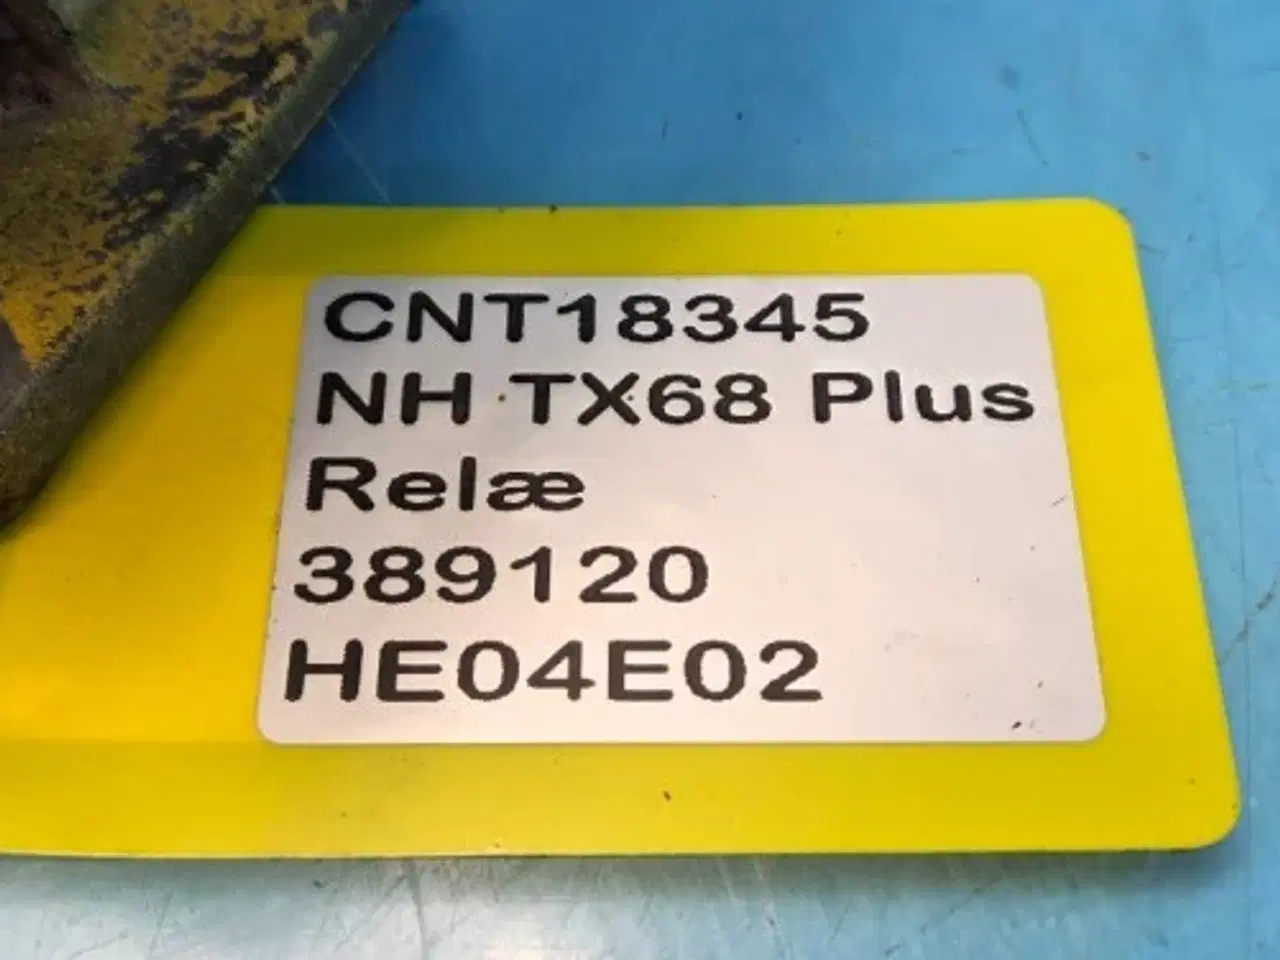 CNT18345
NH TX68 Plus
Relæ
389120
HE04E02